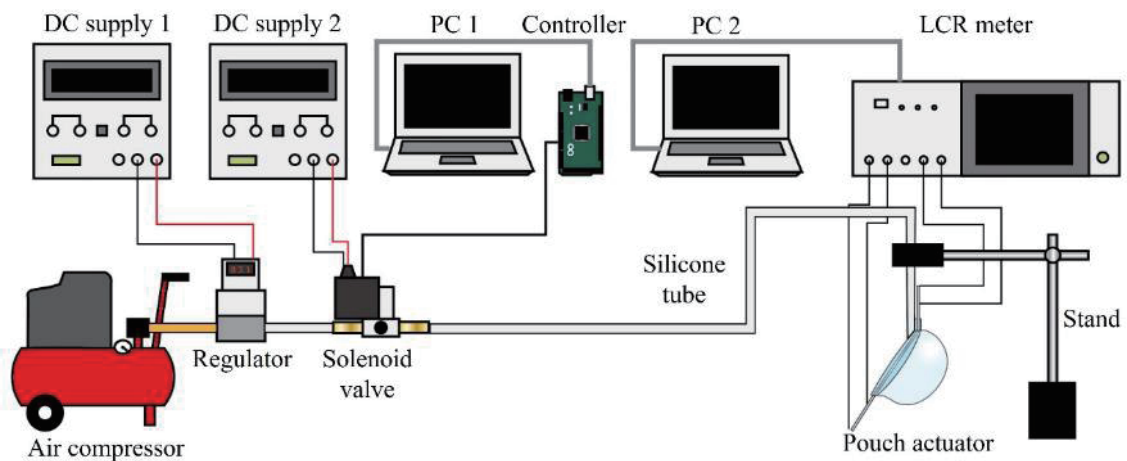 DC supply 1
DC supply 2
PC 1
Controller
PC 2
LCR meter
Silicone
tube
Stand
Regulator
Solenoid
valve
Pouch actuator
Air compressor